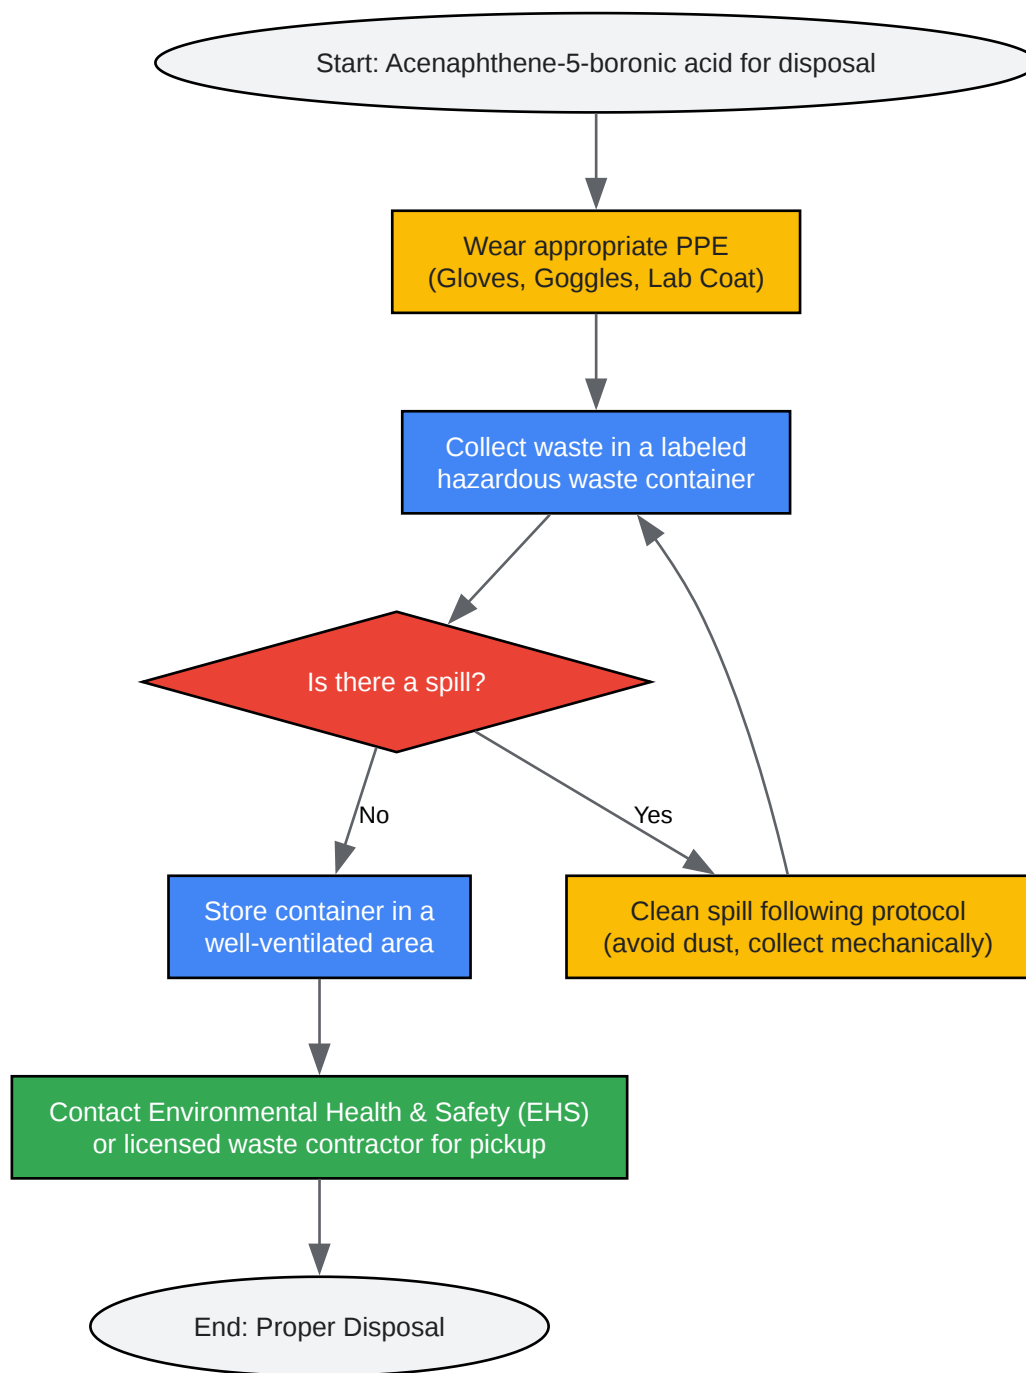 Start: Acenaphthene-5-boronic acid for disposal
Wear appropriate PPE
(Gloves, Goggles, Lab Coat)
Collect waste in a labeled
hazardous waste container
Is there a spill?
No
Yes
Store container in a
well-ventilated area
Clean spill following protocol
(avoid dust, collect mechanically)
Contact Environmental Health & Safety (EHS)
or licensed waste contractor for pickup
End: Proper Disposal